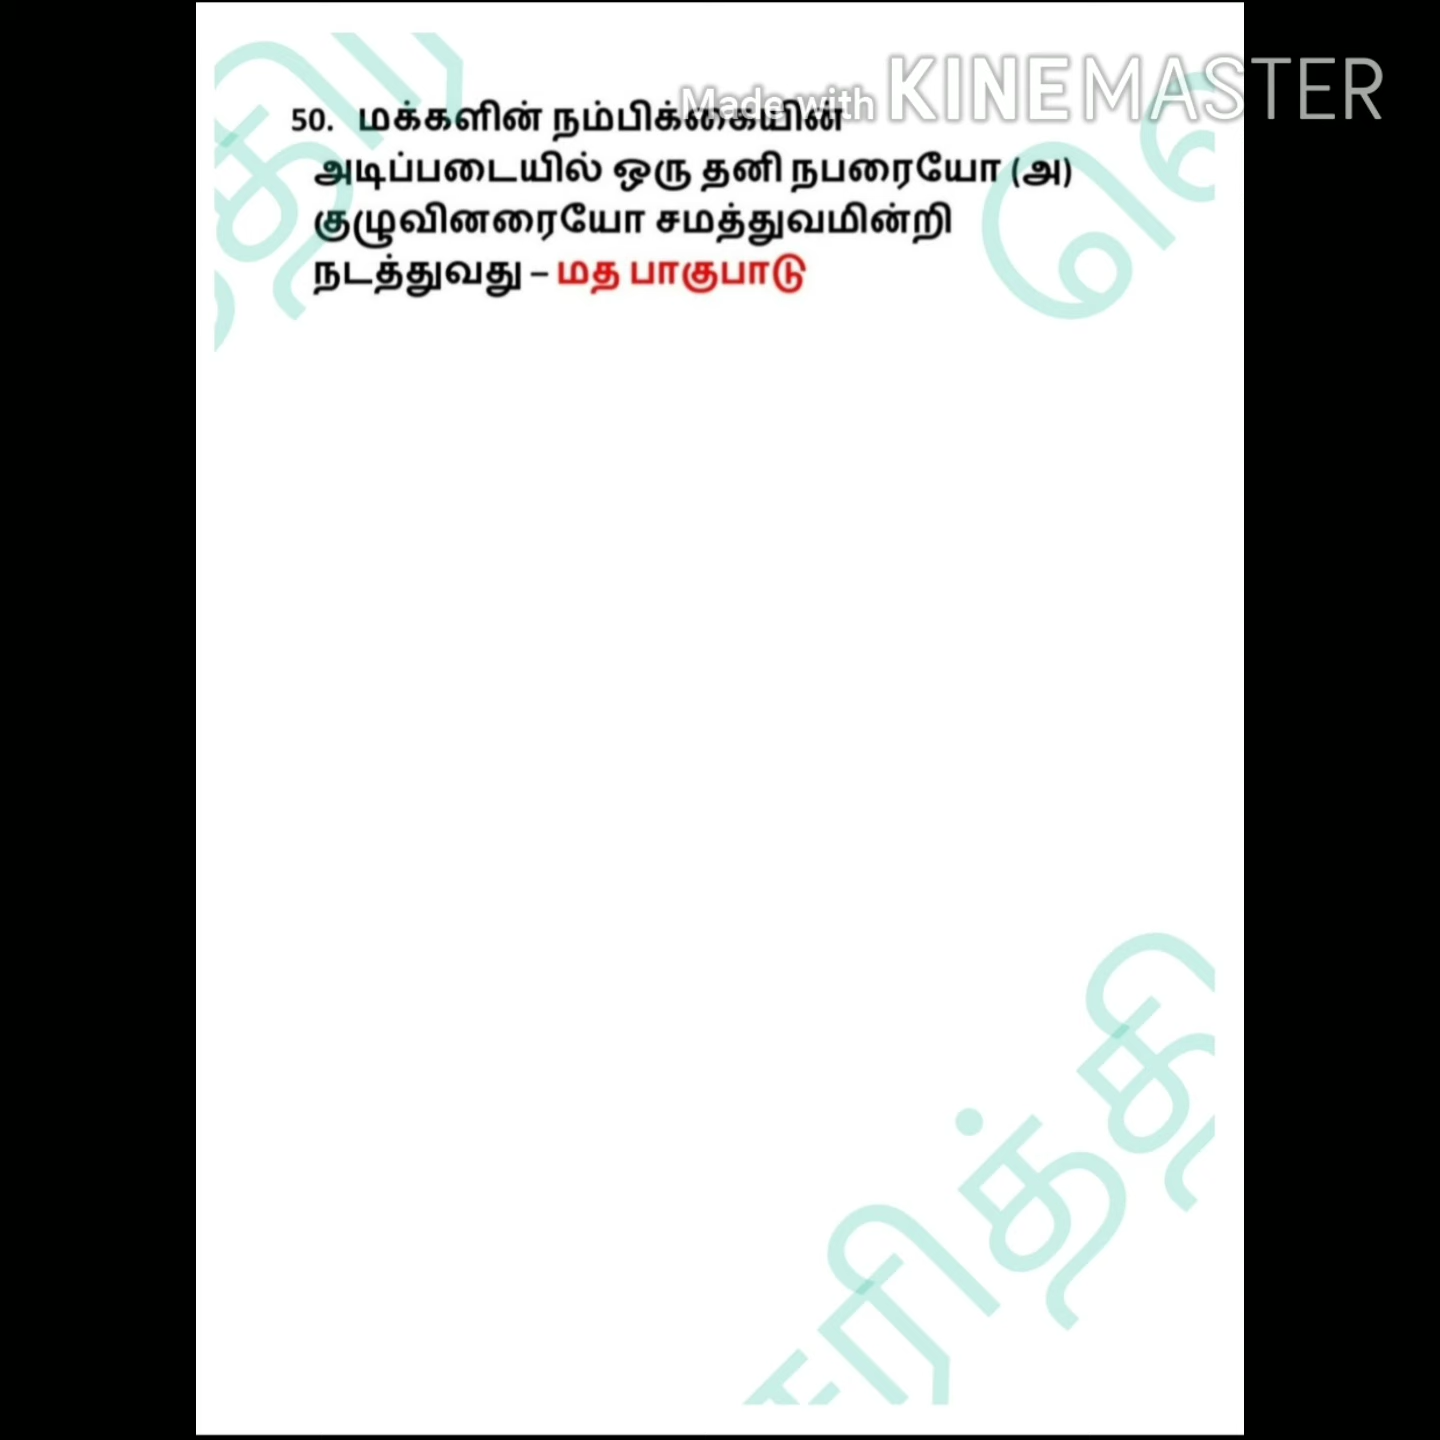 Made with KINEMASTER
50. மக்களின் நம்பிக்கையின்
அடிப்படையில் ஒரு தனி நபரையோ (அ)
குழுவினரையோ சமத்துவமின்றி
நடத்துவது – மத பாகுபாடு